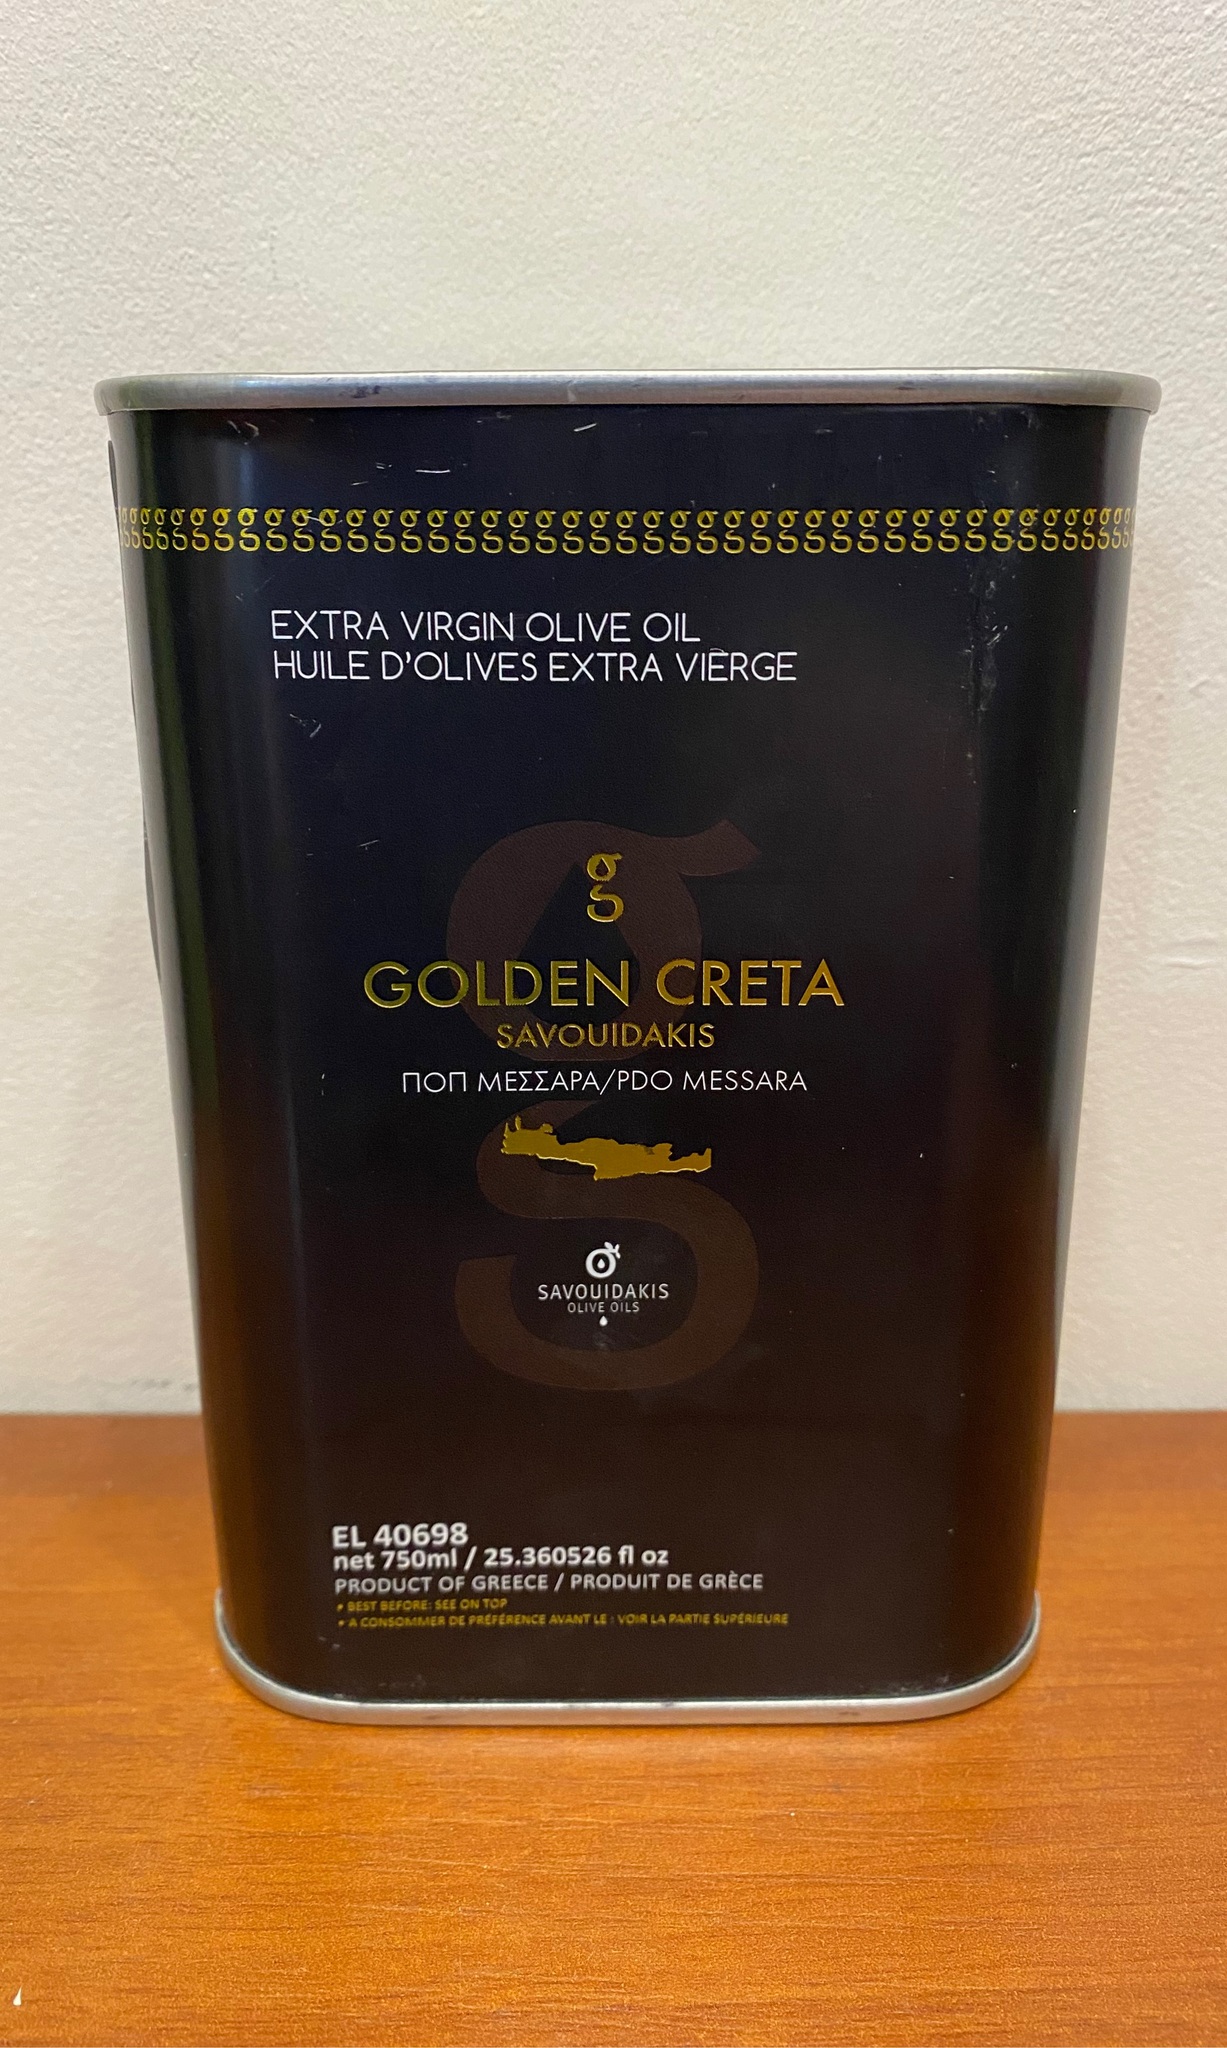 EXTRA VIRGIN OLIVE OIL
HUILE D'OLIVES EXTRA VIÈRGE
g
GOLDEN CRETA
SAVOUIDAKIS
ΠΟΠ ΜΕΣΣΑΡΑ/PDO MESSARA
SAVOUIDAKIS
OLIVE OILS
EL 40698
net 750ml / 25.360526 fl oz
PRODUCT OF GREECE / PRODUIT DE GRÈCE
• BEST BEFORE: SEE ON TOP
• A CONSOMMER DE PRÉFÉRENCE AVANT LE : VOIR LA PARTIE SUPÉRIEURE